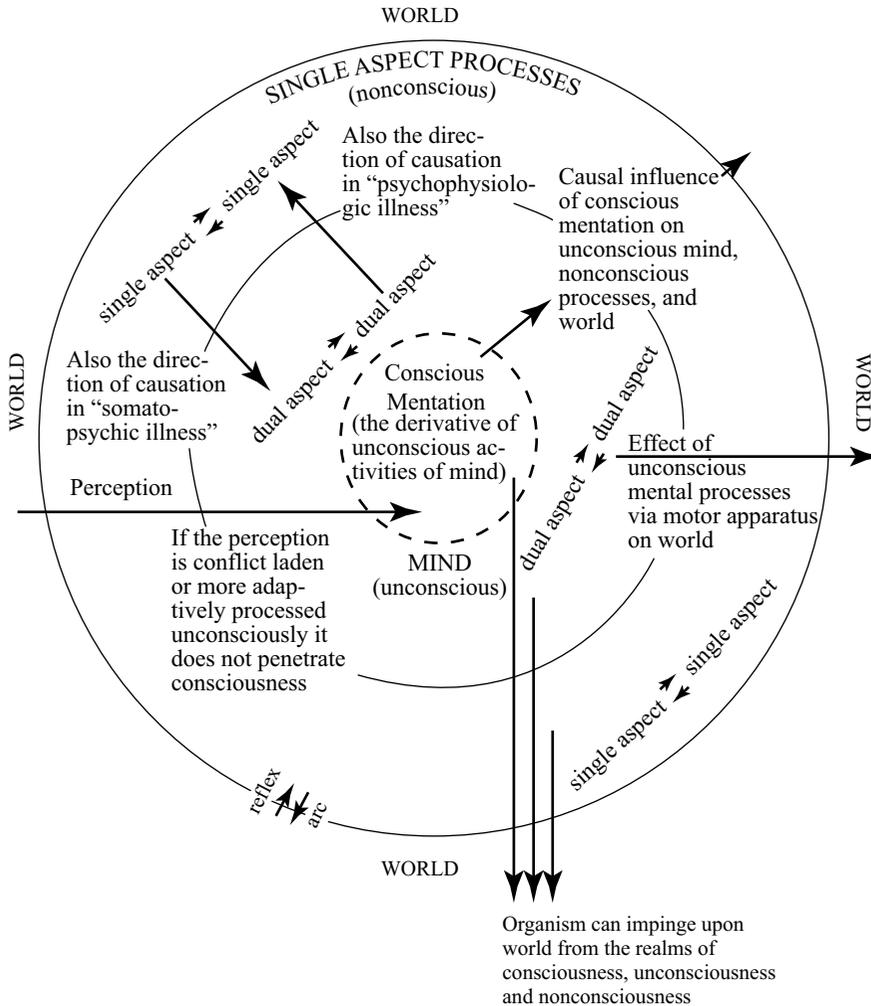 WORLD
SINGLE ASPECT PROCESSES
(nonconscious)
Also the direc-
tion of causation
in “psychophysiolo-
gic illness”
single aspect
single aspect
Causal influence
of conscious
mentation on
unconscious mind,
nonconscious
processes, and
world
dual aspect
dual aspect
Also the direc-
tion of causation
in “somato-
psychic illness”
WORLD
Conscious
Mentation
(the derivative of
unconscious ac-
tivities of mind)
dual aspect
dual aspect
WORLD
Effect of
unconscious
mental processes
via motor apparatus
on world
Perception
If the perception
is conflict laden
or more adap-
tively processed
unconsciously it
does not penetrate
consciousness
MIND
(unconscious)
single aspect
single aspect
reflex
arc
WORLD
Organism can impinge upon
world from the realms of
consciousness, unconsciousness
and nonconsciousness